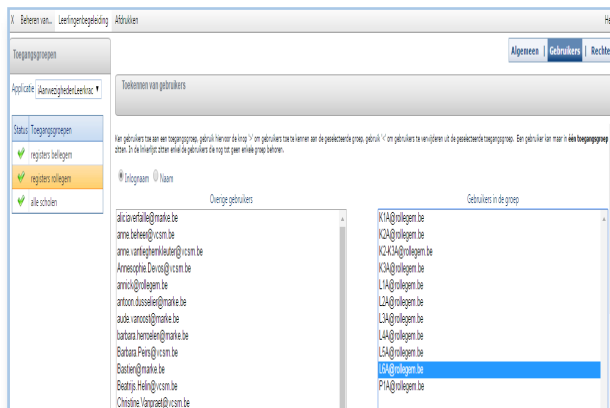 X Beheren van... Leerlingenbegeleiding Afdrukken He
Toegangsgroepen
Algemeen | Gebruikers | Rechte
Applicatie iAanwezighedenLeerkrac
Toekennen van gebruikers
Status Toegangsgroepen
registers bellegem
registers rollegem
alle scholen
Ken gebruikers toe aan een toegangsgroep, gebruik hiervoor de knop '>' om gebruikers toe te kennen aan de geselecteerde groep, gebruik '<' om gebruikers te verwijderen uit de geselecteerde toegangsgroep. Een gebruiker kan maar in één toegangsgroep
zitten. In de linkerlijst zitten enkel de gebruikers die nog tot geen enkele groep behoren.
Inlognaam Naam
Overige gebruikers
aliciaverfaille@marke.be
anne.beheer@vcsm.be
anne.vantieghemkleuter@vcsm.be
Annesophie.Devos@vcsm.be
annick@rollegem.be
antoon.dusselier@marke.be
aude.vanoost@marke.be
barbara.hemelen@marke.be
Barbara.Peirs@vcsm.be
Bastien@marke.be
Beatrijs.Helin@vcsm.be
Christine.Vanpraet@vcsm.be
Gebruikers in de groep
K1A@rollegem.be
K2A@rollegem.be
K2-K3A@rollegem.be
K3A@rollegem.be
L1A@rollegem.be
L2A@rollegem.be
L3A@rollegem.be
L4A@rollegem.be
L5A@rollegem.be
L6A@rollegem.be
P1A@rollegem.be